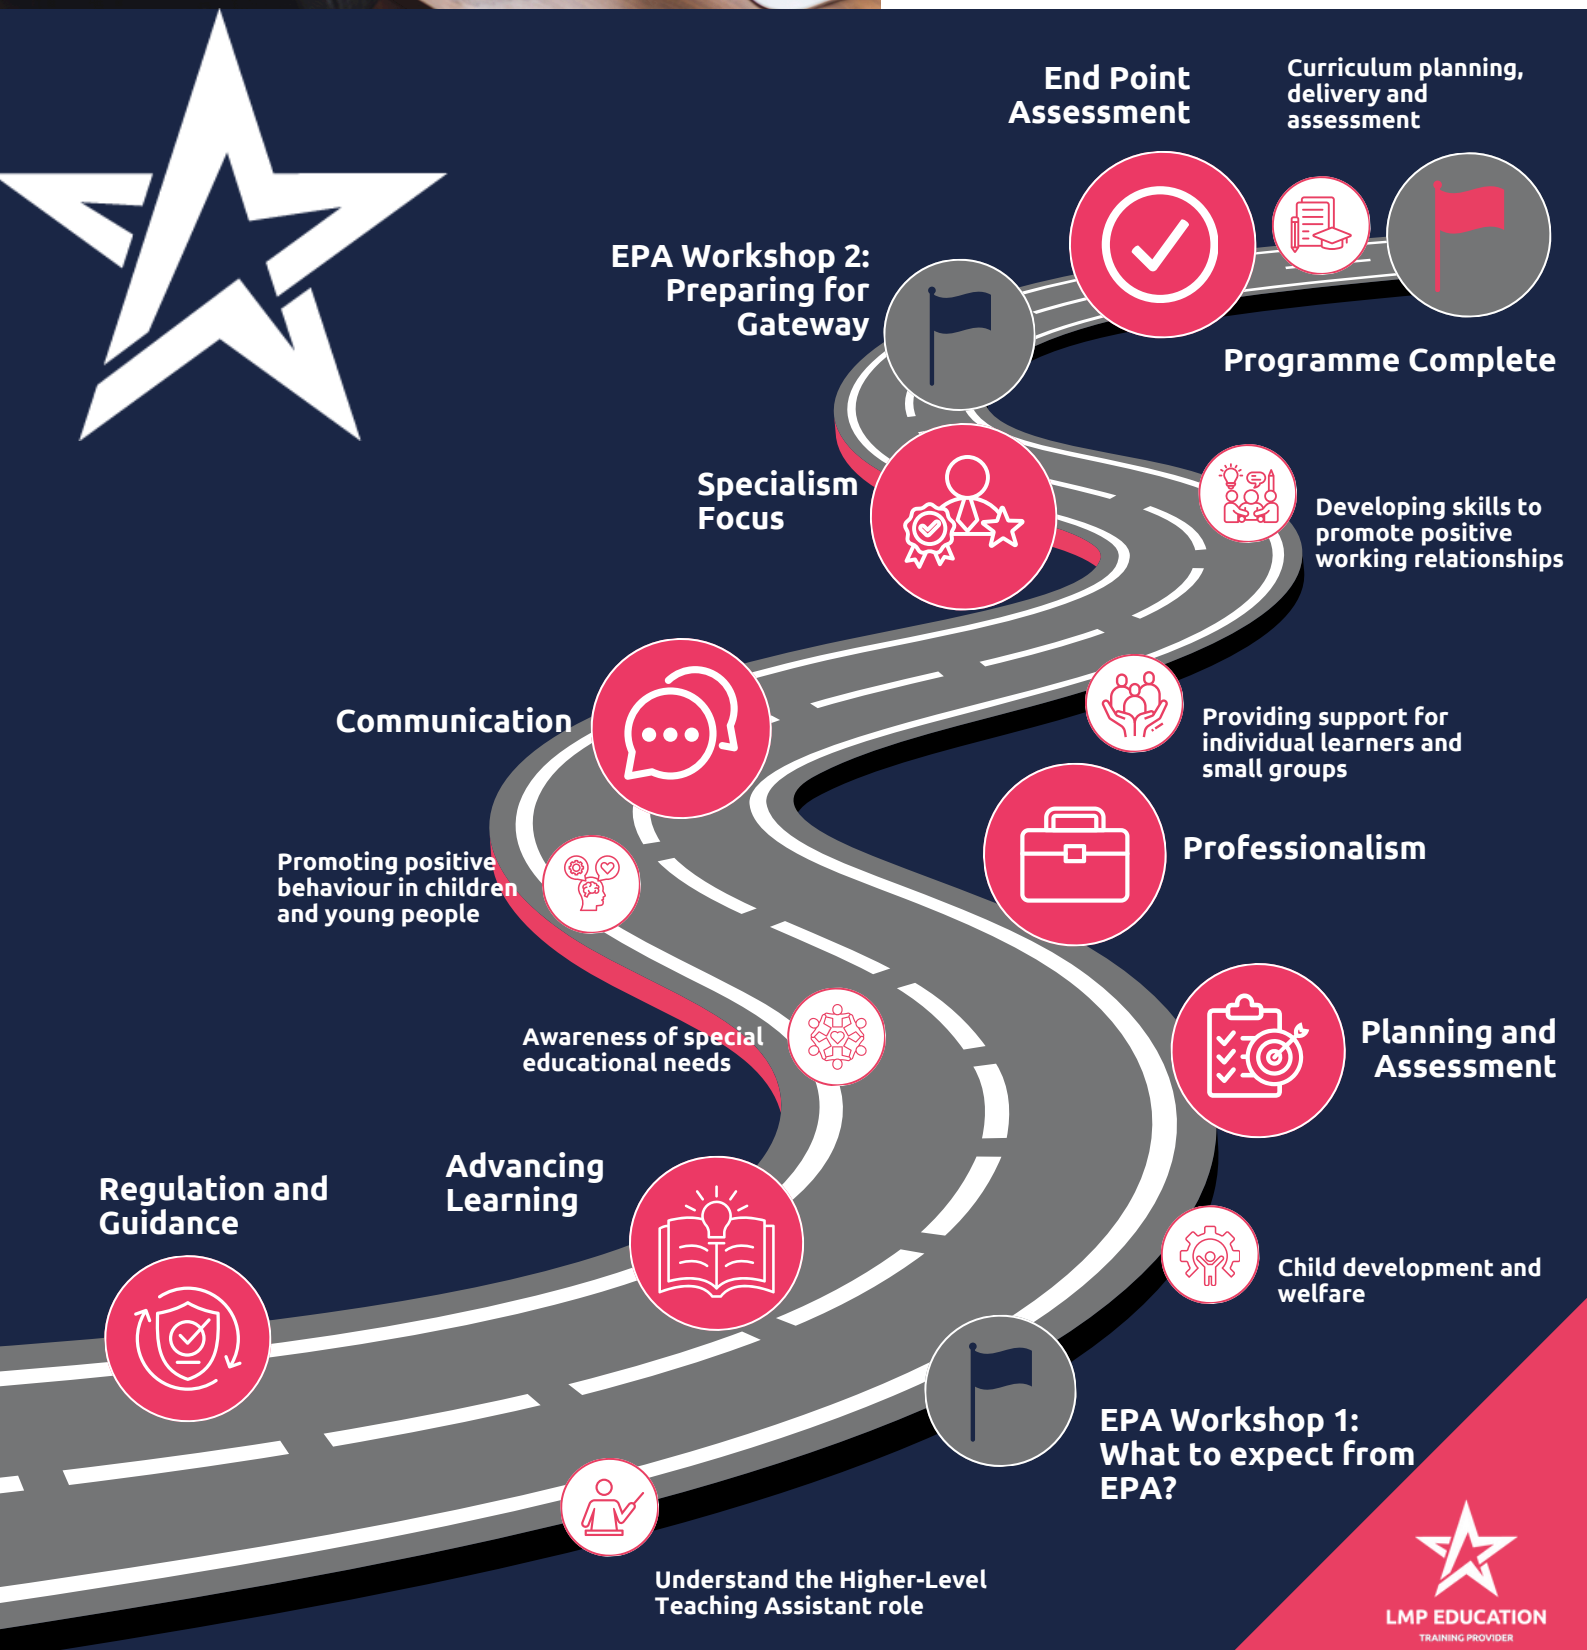 End Point
Assessment
Curriculum planning,
delivery and
assessment
EPA Workshop 2:
Preparing for
Gateway
Programme Complete
Specialism
Focus
Developing skills to
promote positive
working relationships
Communication
Providing support for
individual learners and
small groups
Professionalism
Promoting positive
behaviour in children
and young people
Awareness of special
educational needs
Planning and
Assessment
Advancing
Learning
Regulation and
Guidance
Child development and
welfare
EPA Workshop 1:
What to expect from
EPA?
Understand the Higher-Level
Teaching Assistant role
LMP EDUCATION
TRAINING PROVIDER